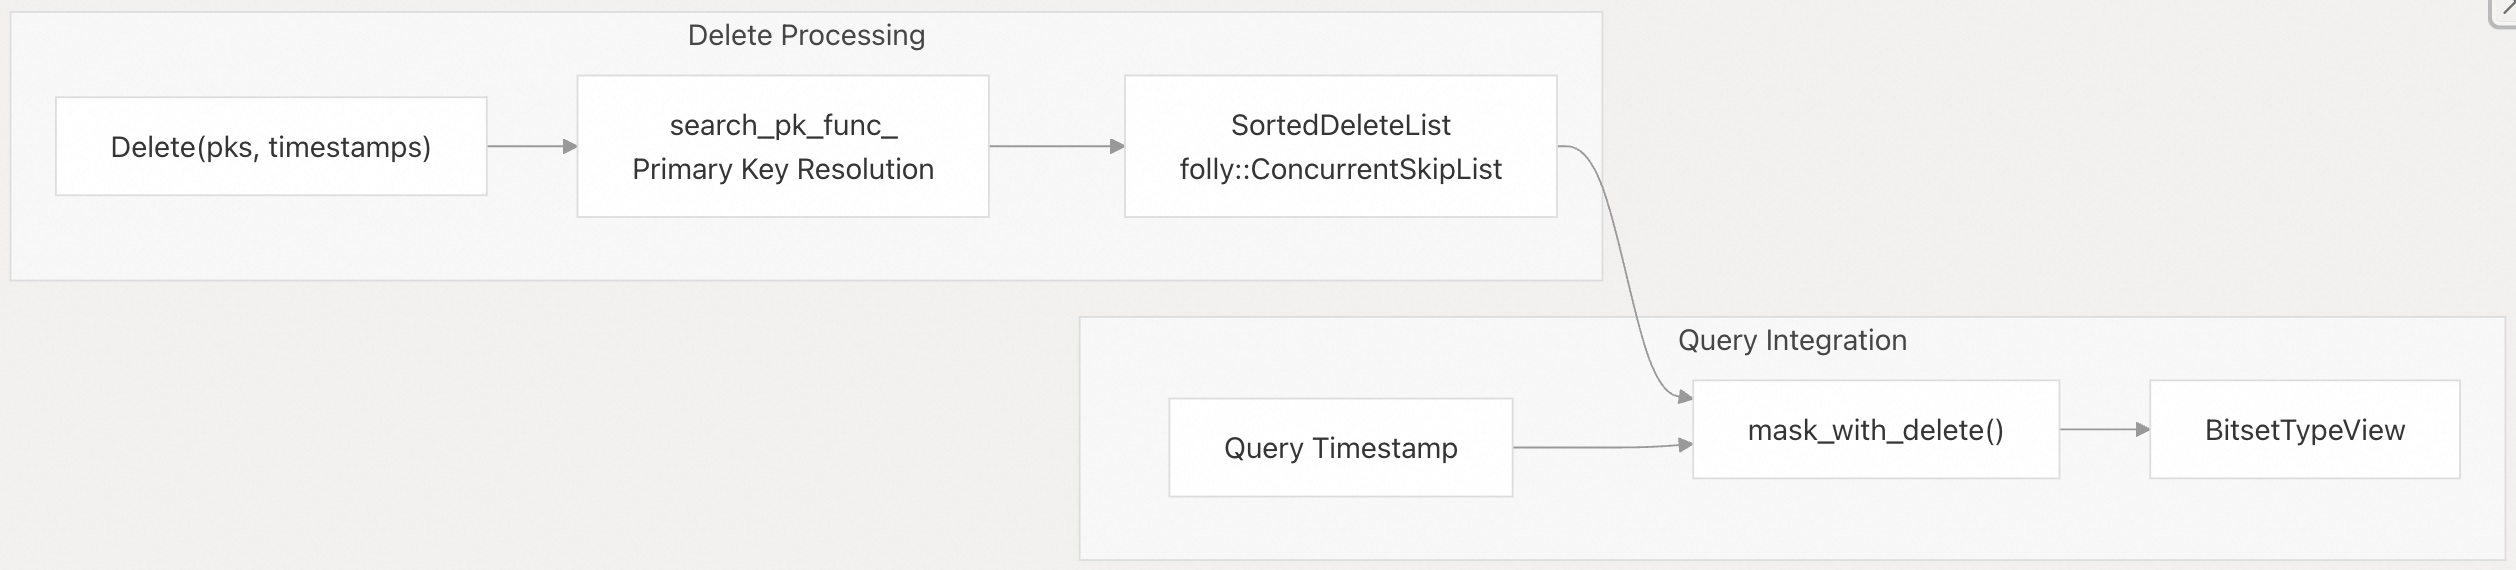 Delete Processing
Delete(pks, timestamps)
search_pk_func_
Primary Key Resolution
SortedDeleteList
folly::ConcurrentSkipList
Query Integration
Query Timestamp
mask_with_delete()
BitsetTypeView